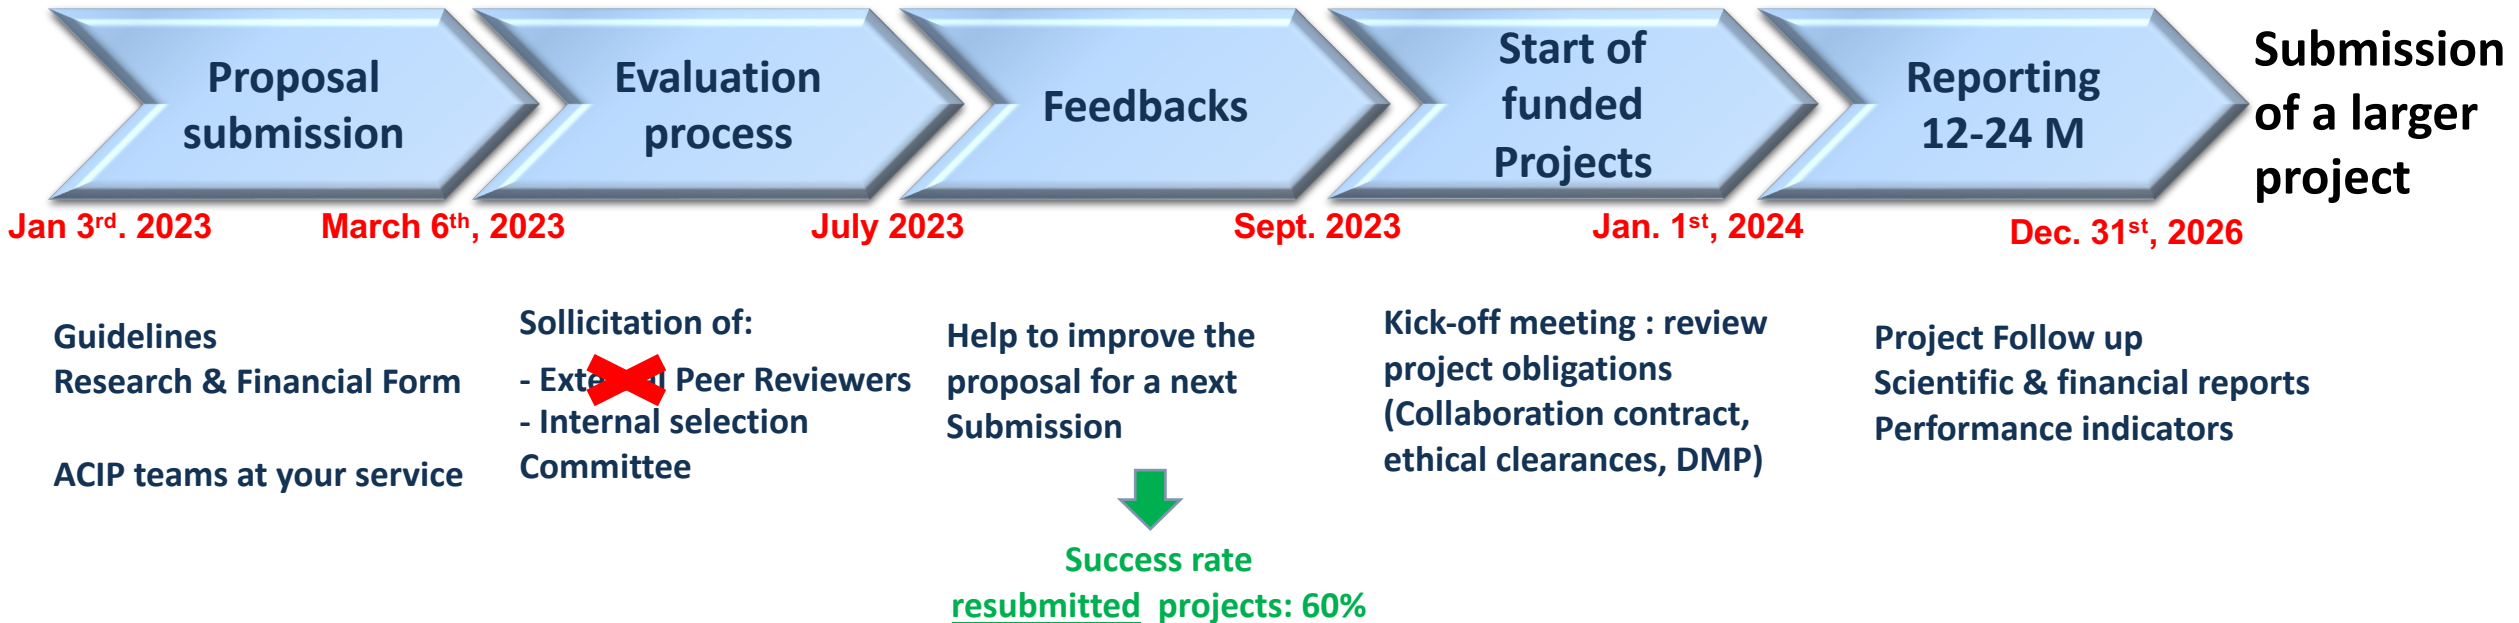 Proposal
submission
Evaluation
process
Feedbacks
Start of
funded
Projects
Reporting
12-24 M
Submission
of a larger
project
Jan 3rd. 2023
March 6th, 2023
July 2023
Sept. 2023
Jan. 1st, 2024
Dec. 31st, 2026
Guidelines
Research & Financial Form
ACIP teams at your service
Sollicitation of:
- External Peer Reviewers
- Internal selection
Committee
Help to improve the
proposal for a next
Submission
Success rate
resubmitted projects: 60%
Kick-off meeting : review
project obligations
(Collaboration contract,
ethical clearances, DMP)
Project Follow up
Scientific & financial reports
Performance indicators